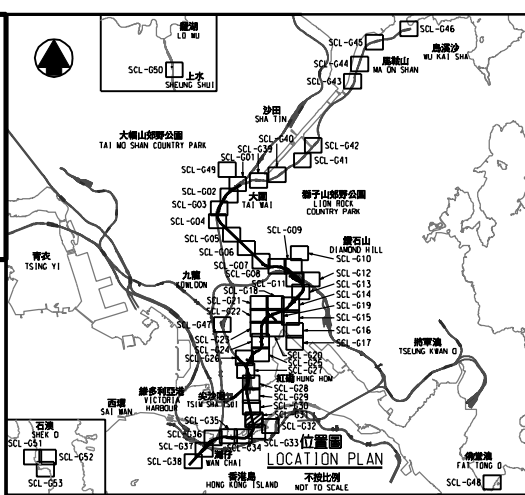 羅湖
LO WU
SCL-G50
上水
SHEUNG SHUI
SCL-G46
SCL-G45
烏溪沙
WU KAI SHA
SCL-G44
馬鞍山
MA ON SHAN
SCL-G43
沙田
SHA TIN
大帽山郊野公園
TAI MO SHAN COUNTRY PARK
SCL-G40
SCL-G39
SCL-G42
SCL-G01
SCL-G41
SCL-G49
SCL-G02
大圍
TAI WAI
獅子山郊野公園
LION ROCK
COUNTRY PARK
SCL-G03
SCL-G04
SCL-G05
SCL-G09
鑽石山
DIAMOND HILL
SCL-G06
SCL-G10
青衣
TSING YI
SCL-G07
SCL-G08
SCL-G12
九龍
KOWLOON
SCL-G11
SCL-G13
SCL-G18
SCL-G14
SCL-G21
SCL-G19
SCL-G22
SCL-G15
SCL-G47
SCL-G16
SCL-G23
SCL-G17
將軍澳
TSEUNG KWAN O
SCL-G24
SCL-G20
SCL-G26
SCL-G27
紅磡
HUNG HOM
SCL-G28
SCL-G29
維多利亞港
VICTORIA
HARBOUR
尖沙咀
TSIM SHA TSUI
西環
SAI WAN
SCL-G31
SCL-G32
SCL-G35
SCL-G33
SCL-G36
SCL-G34
SCL-G37
灣仔
WAN CHAI
SCL-G38
香港島
HONG KONG ISLAND
位置圖
LOCATION PLAN
不按比例
NOT TO SCALE
石澳
SHEK O
SCL-G51
SCL-G52
SCL-G53
佛堂澳
FAT TONG O
SCL-G48